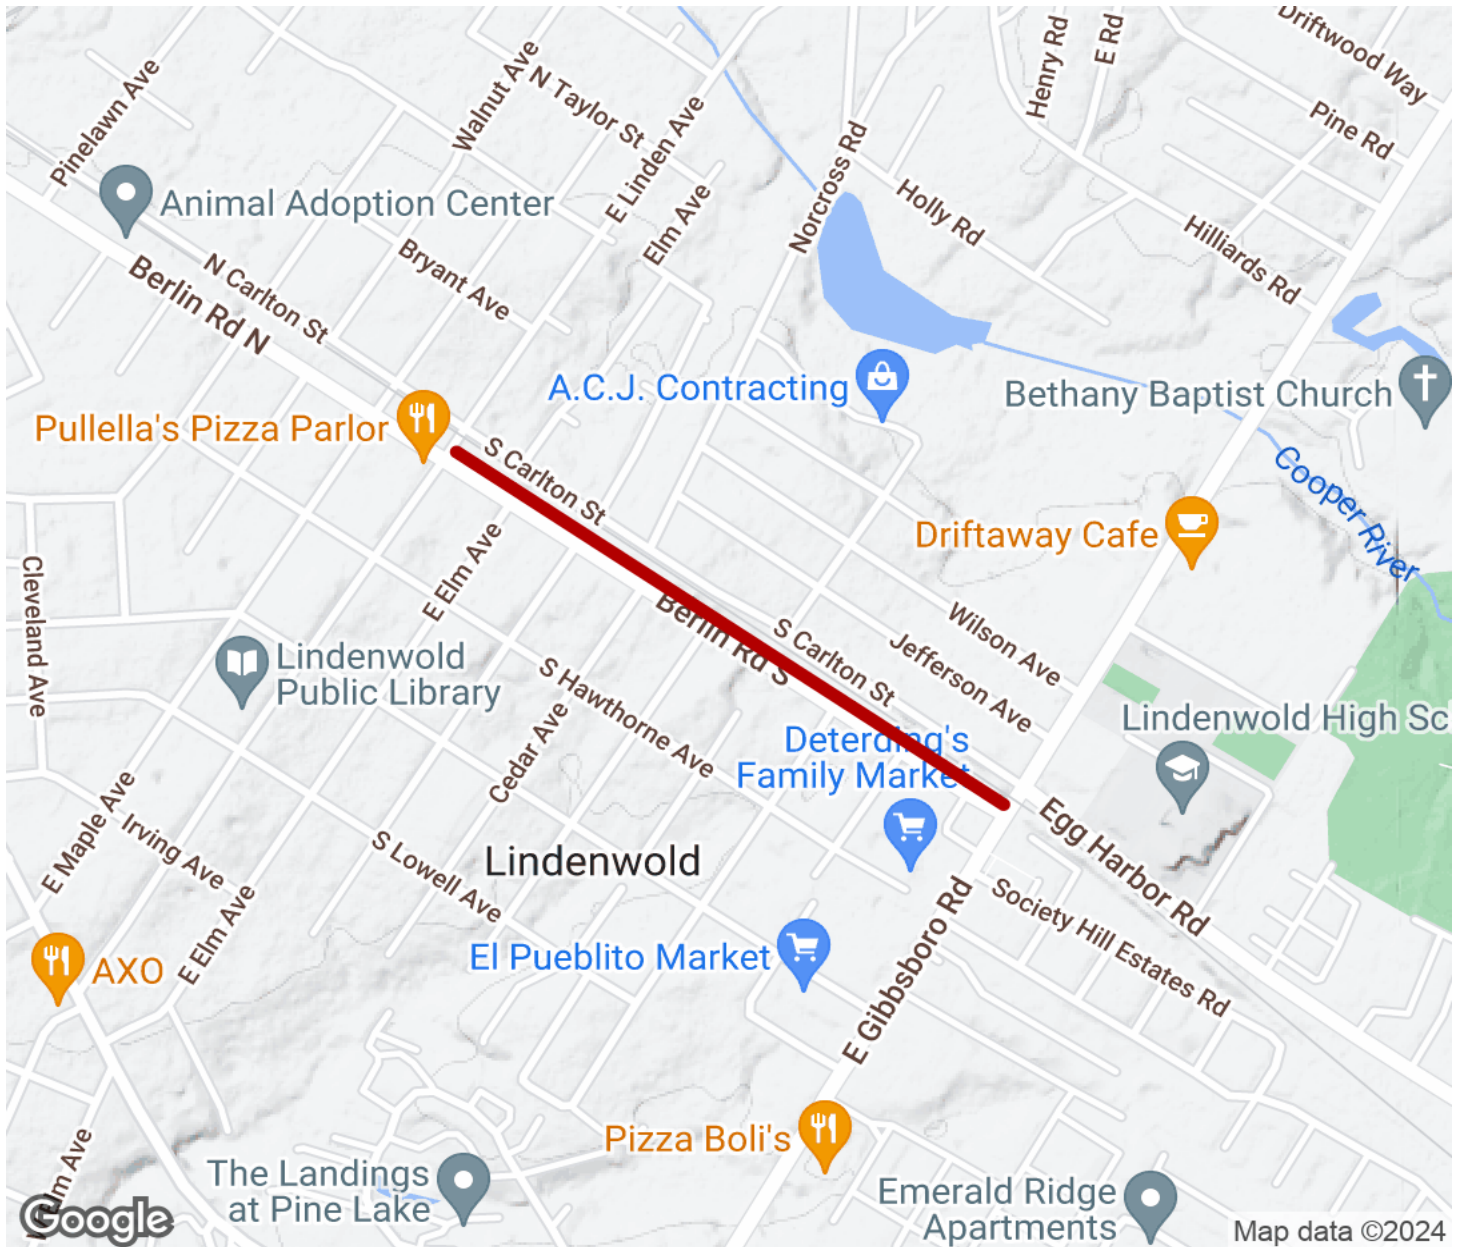 Driftwood Way
Henry Rd
E Rd
Pine Rd
Pinelawn Ave
Walnut Ave
N Taylor St
E Linden Ave
Norcross Rd
Holly Rd
Hilliards Rd
Animal Adoption Center
Elm Ave
Bryant Ave
N Carlton St
Berlin Rd N
A.C.J. Contracting
Bethany Baptist Church
Pullella's Pizza Parlor
S Carlton St
Cooper River
Driftaway Cafe
E Elm Ave
Cleveland Ave
Berlin Rd S
S Carlton St
Wilson Ave
Jefferson Ave
Lindenwold
Public Library
S Hawthorne Ave
Cedar Ave
Lindenwold High Sc
Deterding's
Family Market
E Maple Ave
Irving Ave
S Lowell Ave
Lindenwold
Egg Harbor Rd
E Gibbsboro Rd
Society Hill Estates Rd
E Elm Ave
AXO
El Pueblito Market
Pizza Boli's
The Landings
at Pine Lake
Emerald Ridge
Apartments
Elm Ave
Google
Map data ©2024